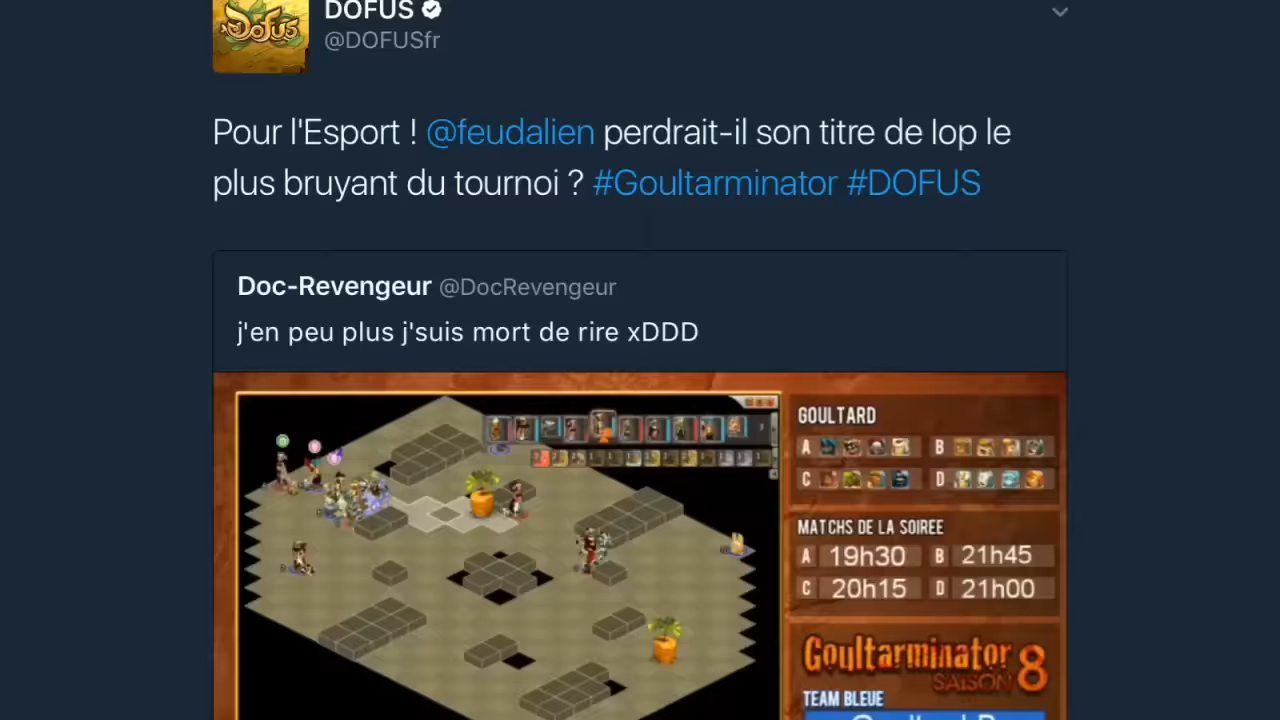 DOFUS
DOFUS
@DOFUSfr
Pour l'Esport ! @feudalien perdrait-il son titre de Iop le
plus bruyant du tournoi ? #Goultarminator #DOFUS
Doc-Revengeur @DocRevengeur
j'en peu plus j'suis mort de rire xDDD
GOULTARD
A B
C D
MATCHS DE LA SOIREE
A 19h30 B 21h45
C 20h15 D 21h00
Goultarminator 8
SAISON
TEAM BLEUE